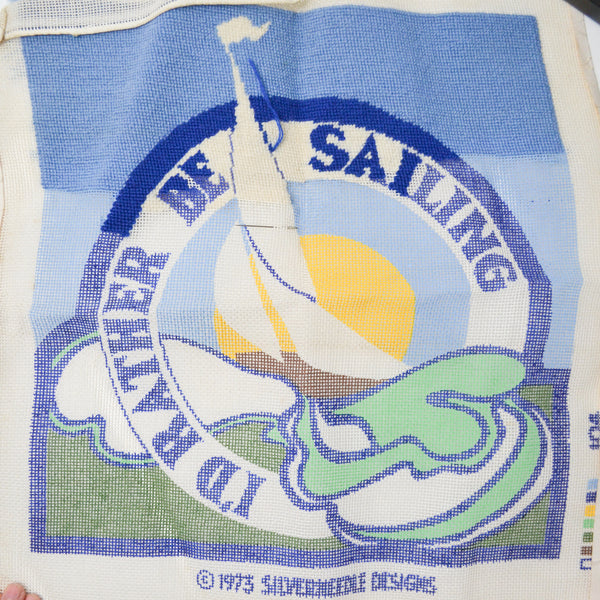 I'D RATHER BE SAILING
© 1973 SILVERNEEDLE DESIGNS